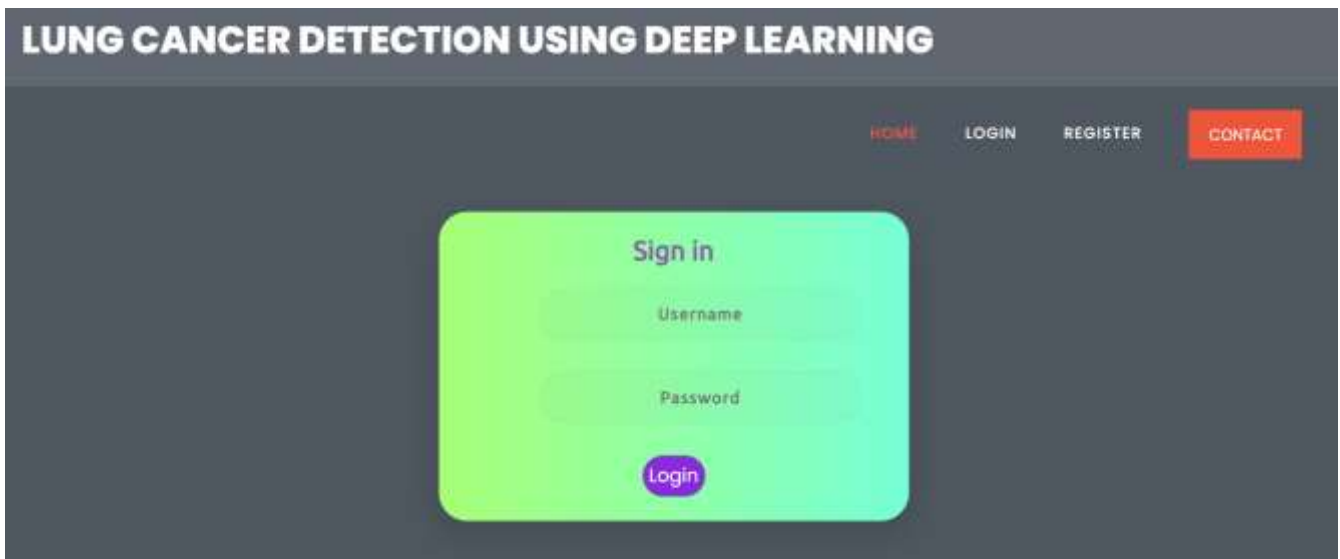 LUNG CANCER DETECTION USING DEEP LEARNING
HOME LOGIN REGISTER CONTACT
Sign in
Username
Password
Login